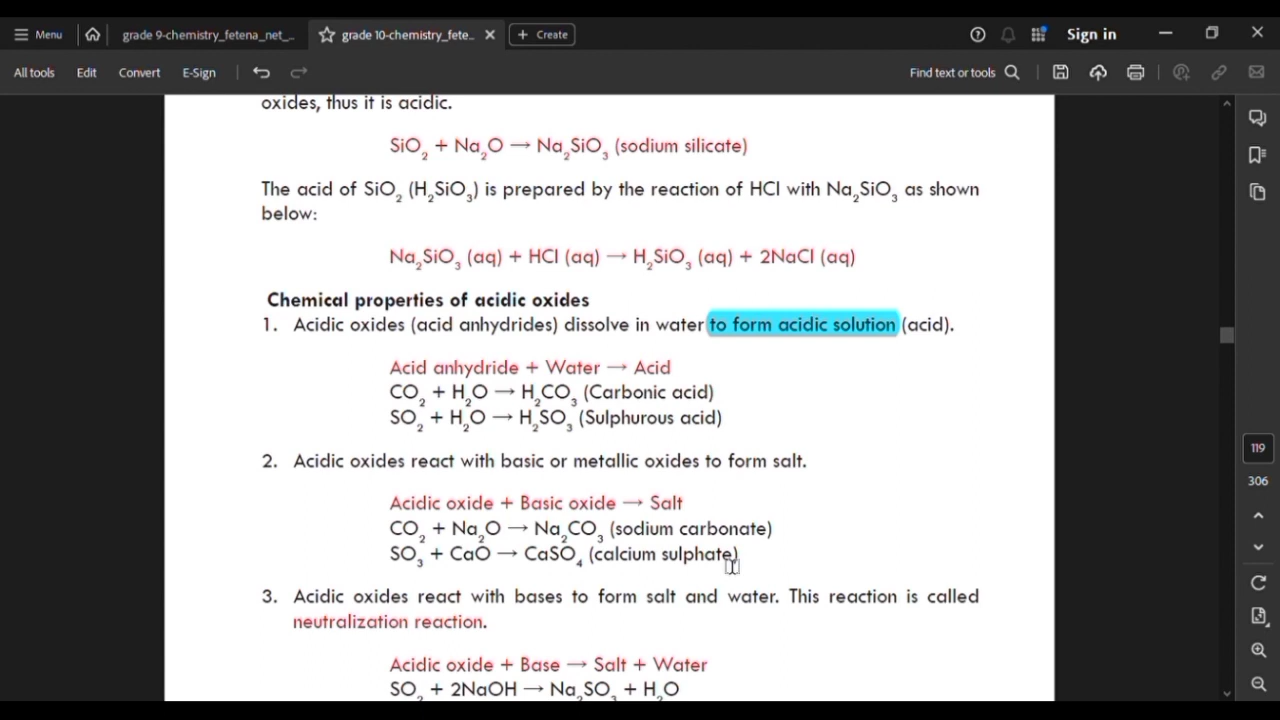 Menu grade 9-chemistry_fetena_net_... grade 10-chemistry_fete... Create Sign in
All tools Edit Convert E-Sign Find text or tools
oxides, thus it is acidic.
SiO₂ + Na₂O → Na₂SiO₃ (sodium silicate)
The acid of SiO₂ (H₂SiO₃) is prepared by the reaction of HCl with Na₂SiO₃ as shown
below:
Na₂SiO₃ (aq) + HCl (aq) → H₂SiO₃ (aq) + 2NaCl (aq)
Chemical properties of acidic oxides
1. Acidic oxides (acid anhydrides) dissolve in water to form acidic solution (acid).
Acid anhydride + Water → Acid
CO₂ + H₂O → H₂CO₃ (Carbonic acid)
SO₂ + H₂O → H₂SO₃ (Sulphurous acid)
2. Acidic oxides react with basic or metallic oxides to form salt.
Acidic oxide + Basic oxide → Salt
CO₂ + Na₂O → Na₂CO₃ (sodium carbonate)
SO₃ + CaO → CaSO₄ (calcium sulphate)
3. Acidic oxides react with bases to form salt and water. This reaction is called
neutralization reaction.
Acidic oxide + Base → Salt + Water
SO₂ + 2NaOH → Na₂SO₃ + H₂O
119
306